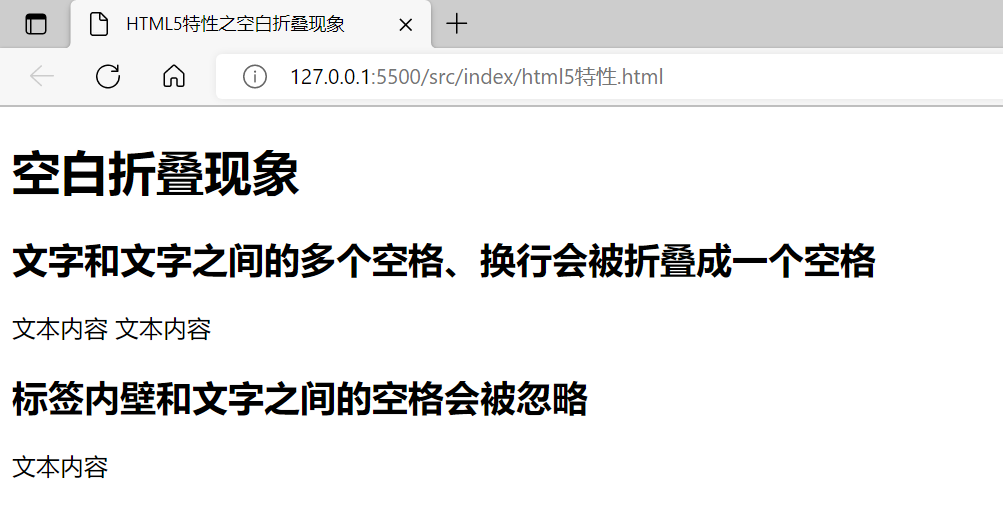 HTML5特性之空白折叠现象
127.0.0.1:5500/src/index/html5特性.html
空白折叠现象
文字和文字之间的多个空格、换行会被折叠成一个空格
文本内容 文本内容
标签内壁和文字之间的空格会被忽略
文本内容